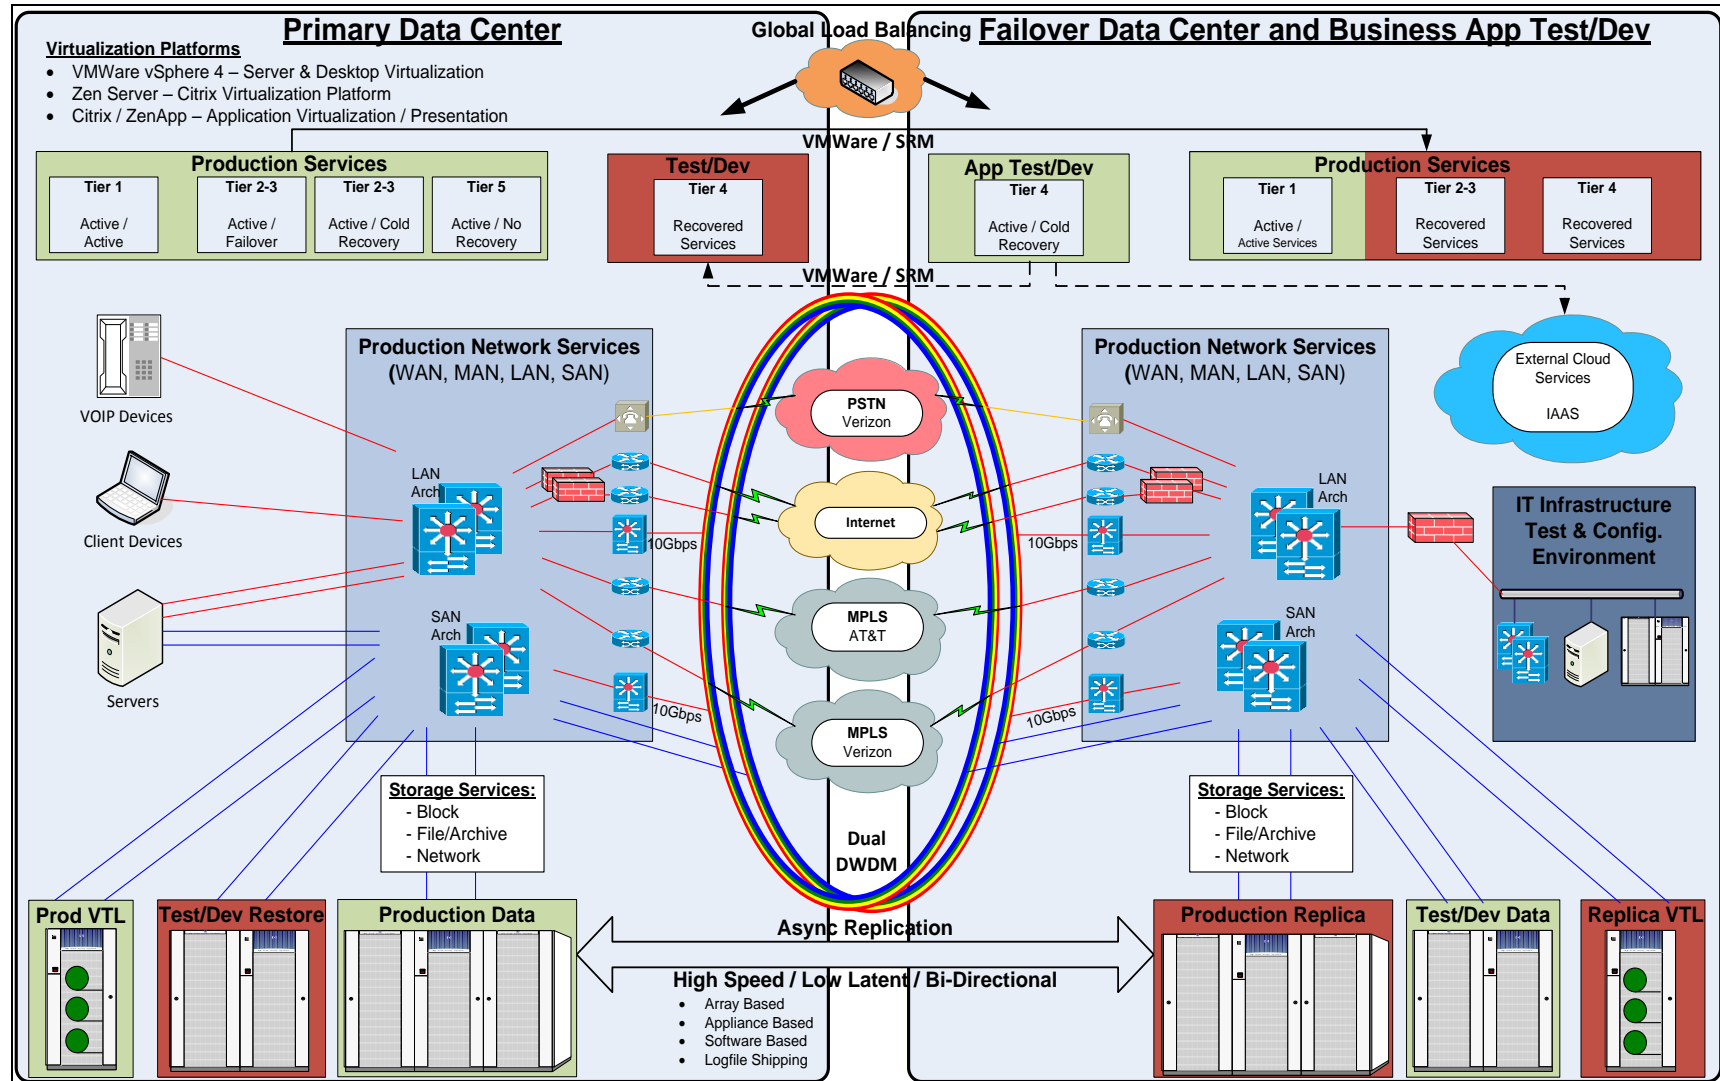 Primary Data Center
Global Load Balancing
Failover Data Center and Business App Test/Dev
Virtualization Platforms
• VMWare vSphere 4 – Server & Desktop Virtualization
• Zen Server – Citrix Virtualization Platform
• Citrix / ZenApp – Application Virtualization / Presentation
VMWare / SRM
Production Services
Tier 1
Active /
Active
Tier 2-3
Active /
Failover
Tier 2-3
Active / Cold
Recovery
Tier 5
Active / No
Recovery
Test/Dev
Tier 4
Recovered
Services
App Test/Dev
Tier 4
Active / Cold
Recovery
Production Services
Tier 1
Active /
Active Services
Tier 2-3
Recovered
Services
Tier 4
Recovered
Services
VMWare / SRM
VOIP Devices
Client Devices
Servers
Production Network Services
(WAN, MAN, LAN, SAN)
LAN
Arch
SAN
Arch
10Gbps
10Gbps
PSTN
Verizon
Internet
MPLS
AT&T
MPLS
Verizon
Dual
DWDM
Production Network Services
(WAN, MAN, LAN, SAN)
10Gbps
10Gbps
LAN
Arch
SAN
Arch
External Cloud
Services
IAAS
IT Infrastructure
Test & Config.
Environment
Storage Services:
- Block
- File/Archive
- Network
Storage Services:
- Block
- File/Archive
- Network
Prod VTL
Test/Dev Restore
Production Data
Async Replication
High Speed / Low Latent / Bi-Directional
• Array Based
• Appliance Based
• Software Based
• Logfile Shipping
Production Replica
Test/Dev Data
Replica VTL